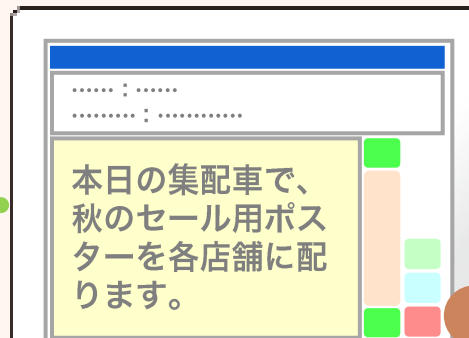 ……：……
………：…………
本日の集配車で、
秋のセール用ポス
ターを各店舗に配
ります。